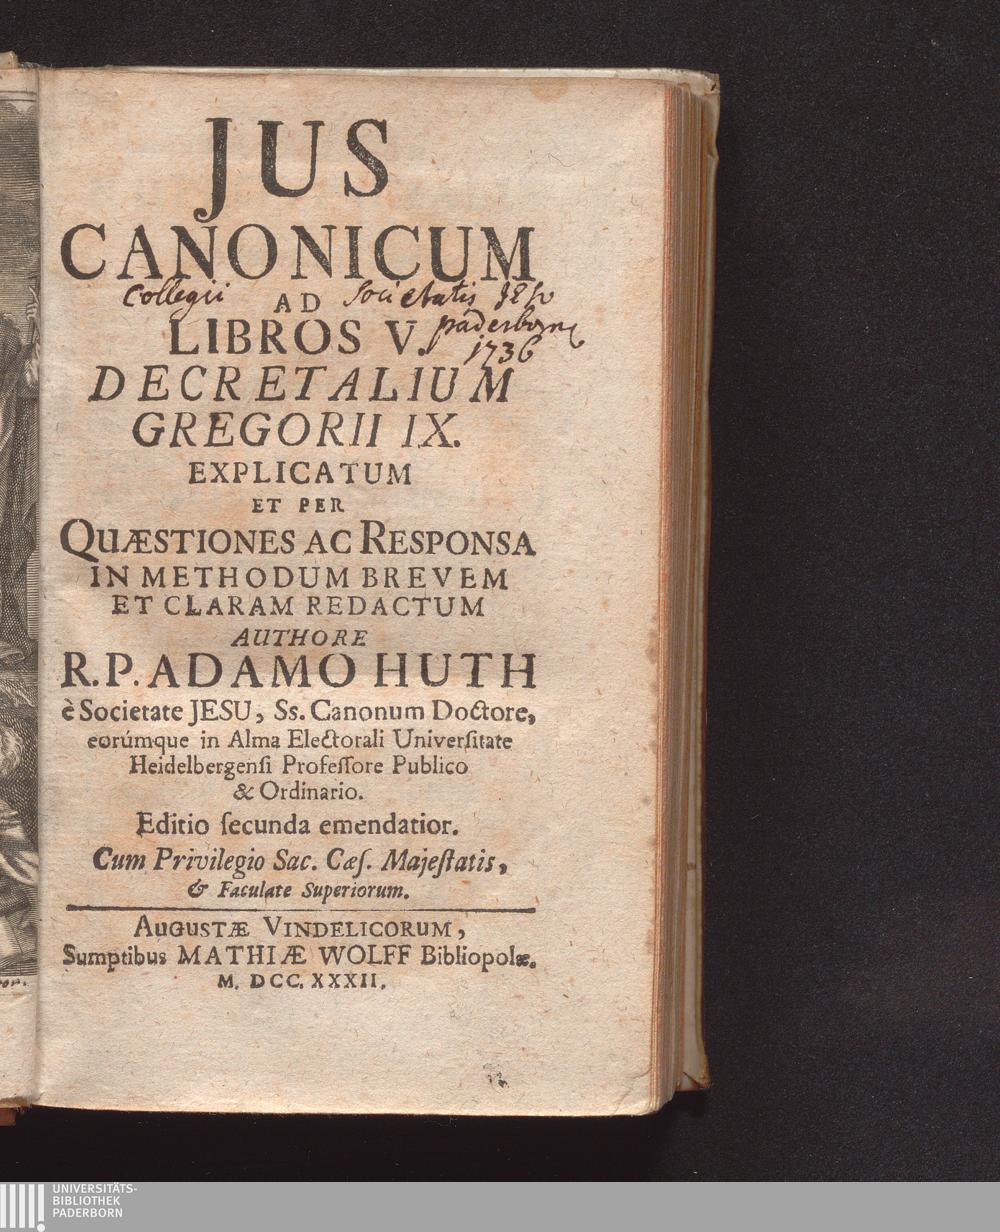 JUS
CANONICUM
Collegii Societatis JESU
AD
LIBROS V.
paderbornæ
1736
DECRETALIUM
GREGORII IX.
EXPLICATUM
ET PER
QUÆSTIONES AC RESPONSA
IN METHODUM BREVEM
ET CLARAM REDACTUM
AUTHORE
R.P. ADAMO HUTH
è Societate JESU, Ss. Canonum Doctore,
eorúmque in Alma Electorali Univerſitate
Heidelbergenſi Profeſſore Publico
& Ordinario.
Editio ſecunda emendatior.
Cum Privilegio Sac. Cæſ. Majeſtatis,
& Faculate Superiorum.
AUGUSTÆ VINDELICORUM,
Sumptibus MATHIÆ WOLFF Bibliopolæ.
M. DCC. XXXII.
UNIVERSITÄTS-
BIBLIOTHEK
PADERBORN